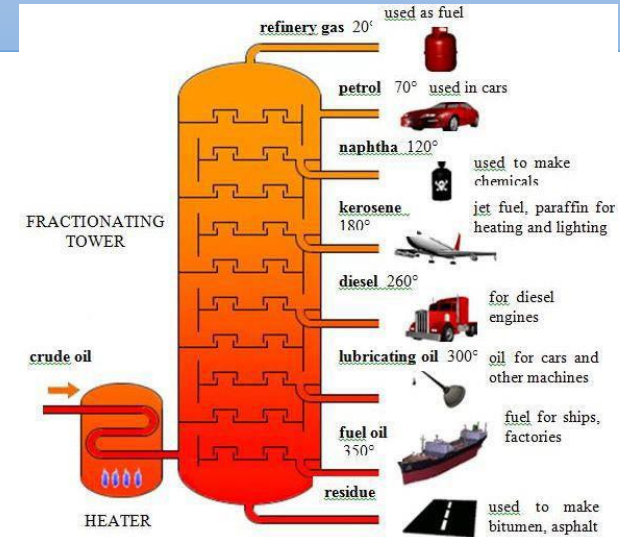 used as fuel
refinery gas 20°
petrol 70° used in cars
naphtha 120°
used to make
chemicals
kerosene
180°
jet fuel, paraffin for
heating and lighting
FRACTIONATING
TOWER
diesel 260°
for diesel
engines
crude oil
lubricating oil 300°
oil for cars and
other machines
fuel oil
350°
fuel for ships,
factories
residue
used to make
bitumen, asphalt
HEATER